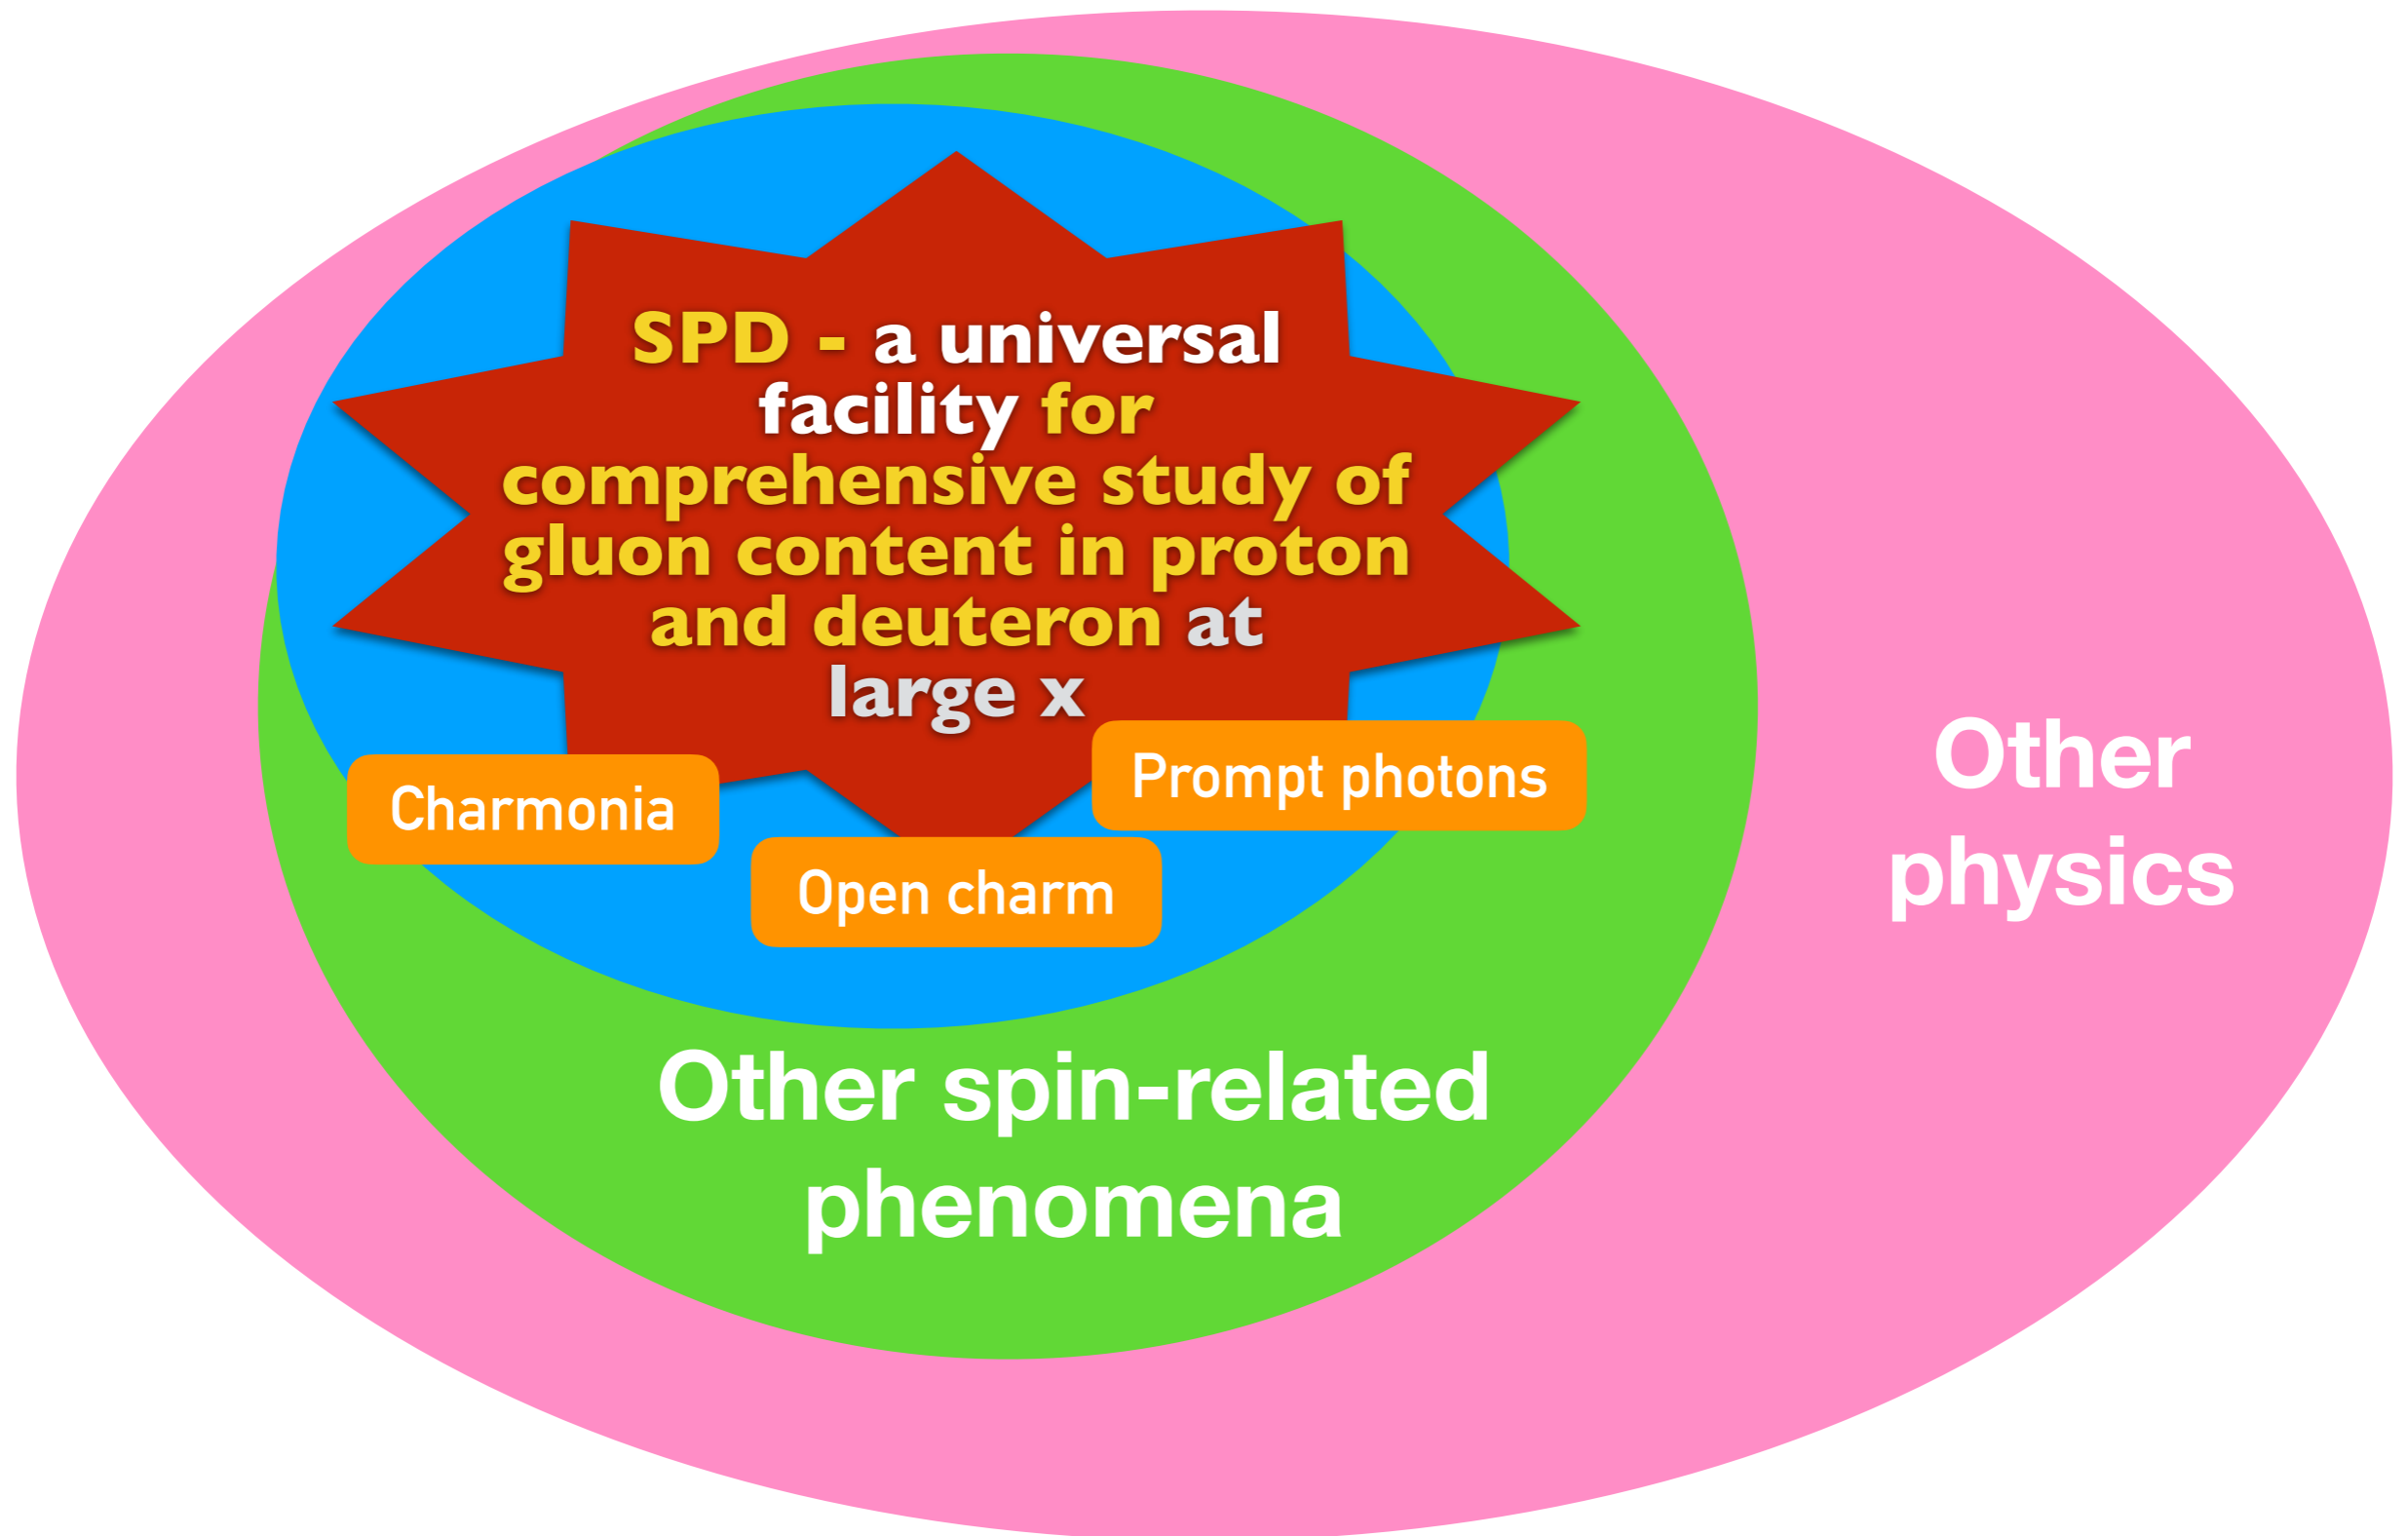 SPD - a universal
facility for
comprehensive study of
gluon content in proton
and deuteron at
large x
Charmonia
Prompt photons
Open charm
Other
physics
Other spin-related
phenomena